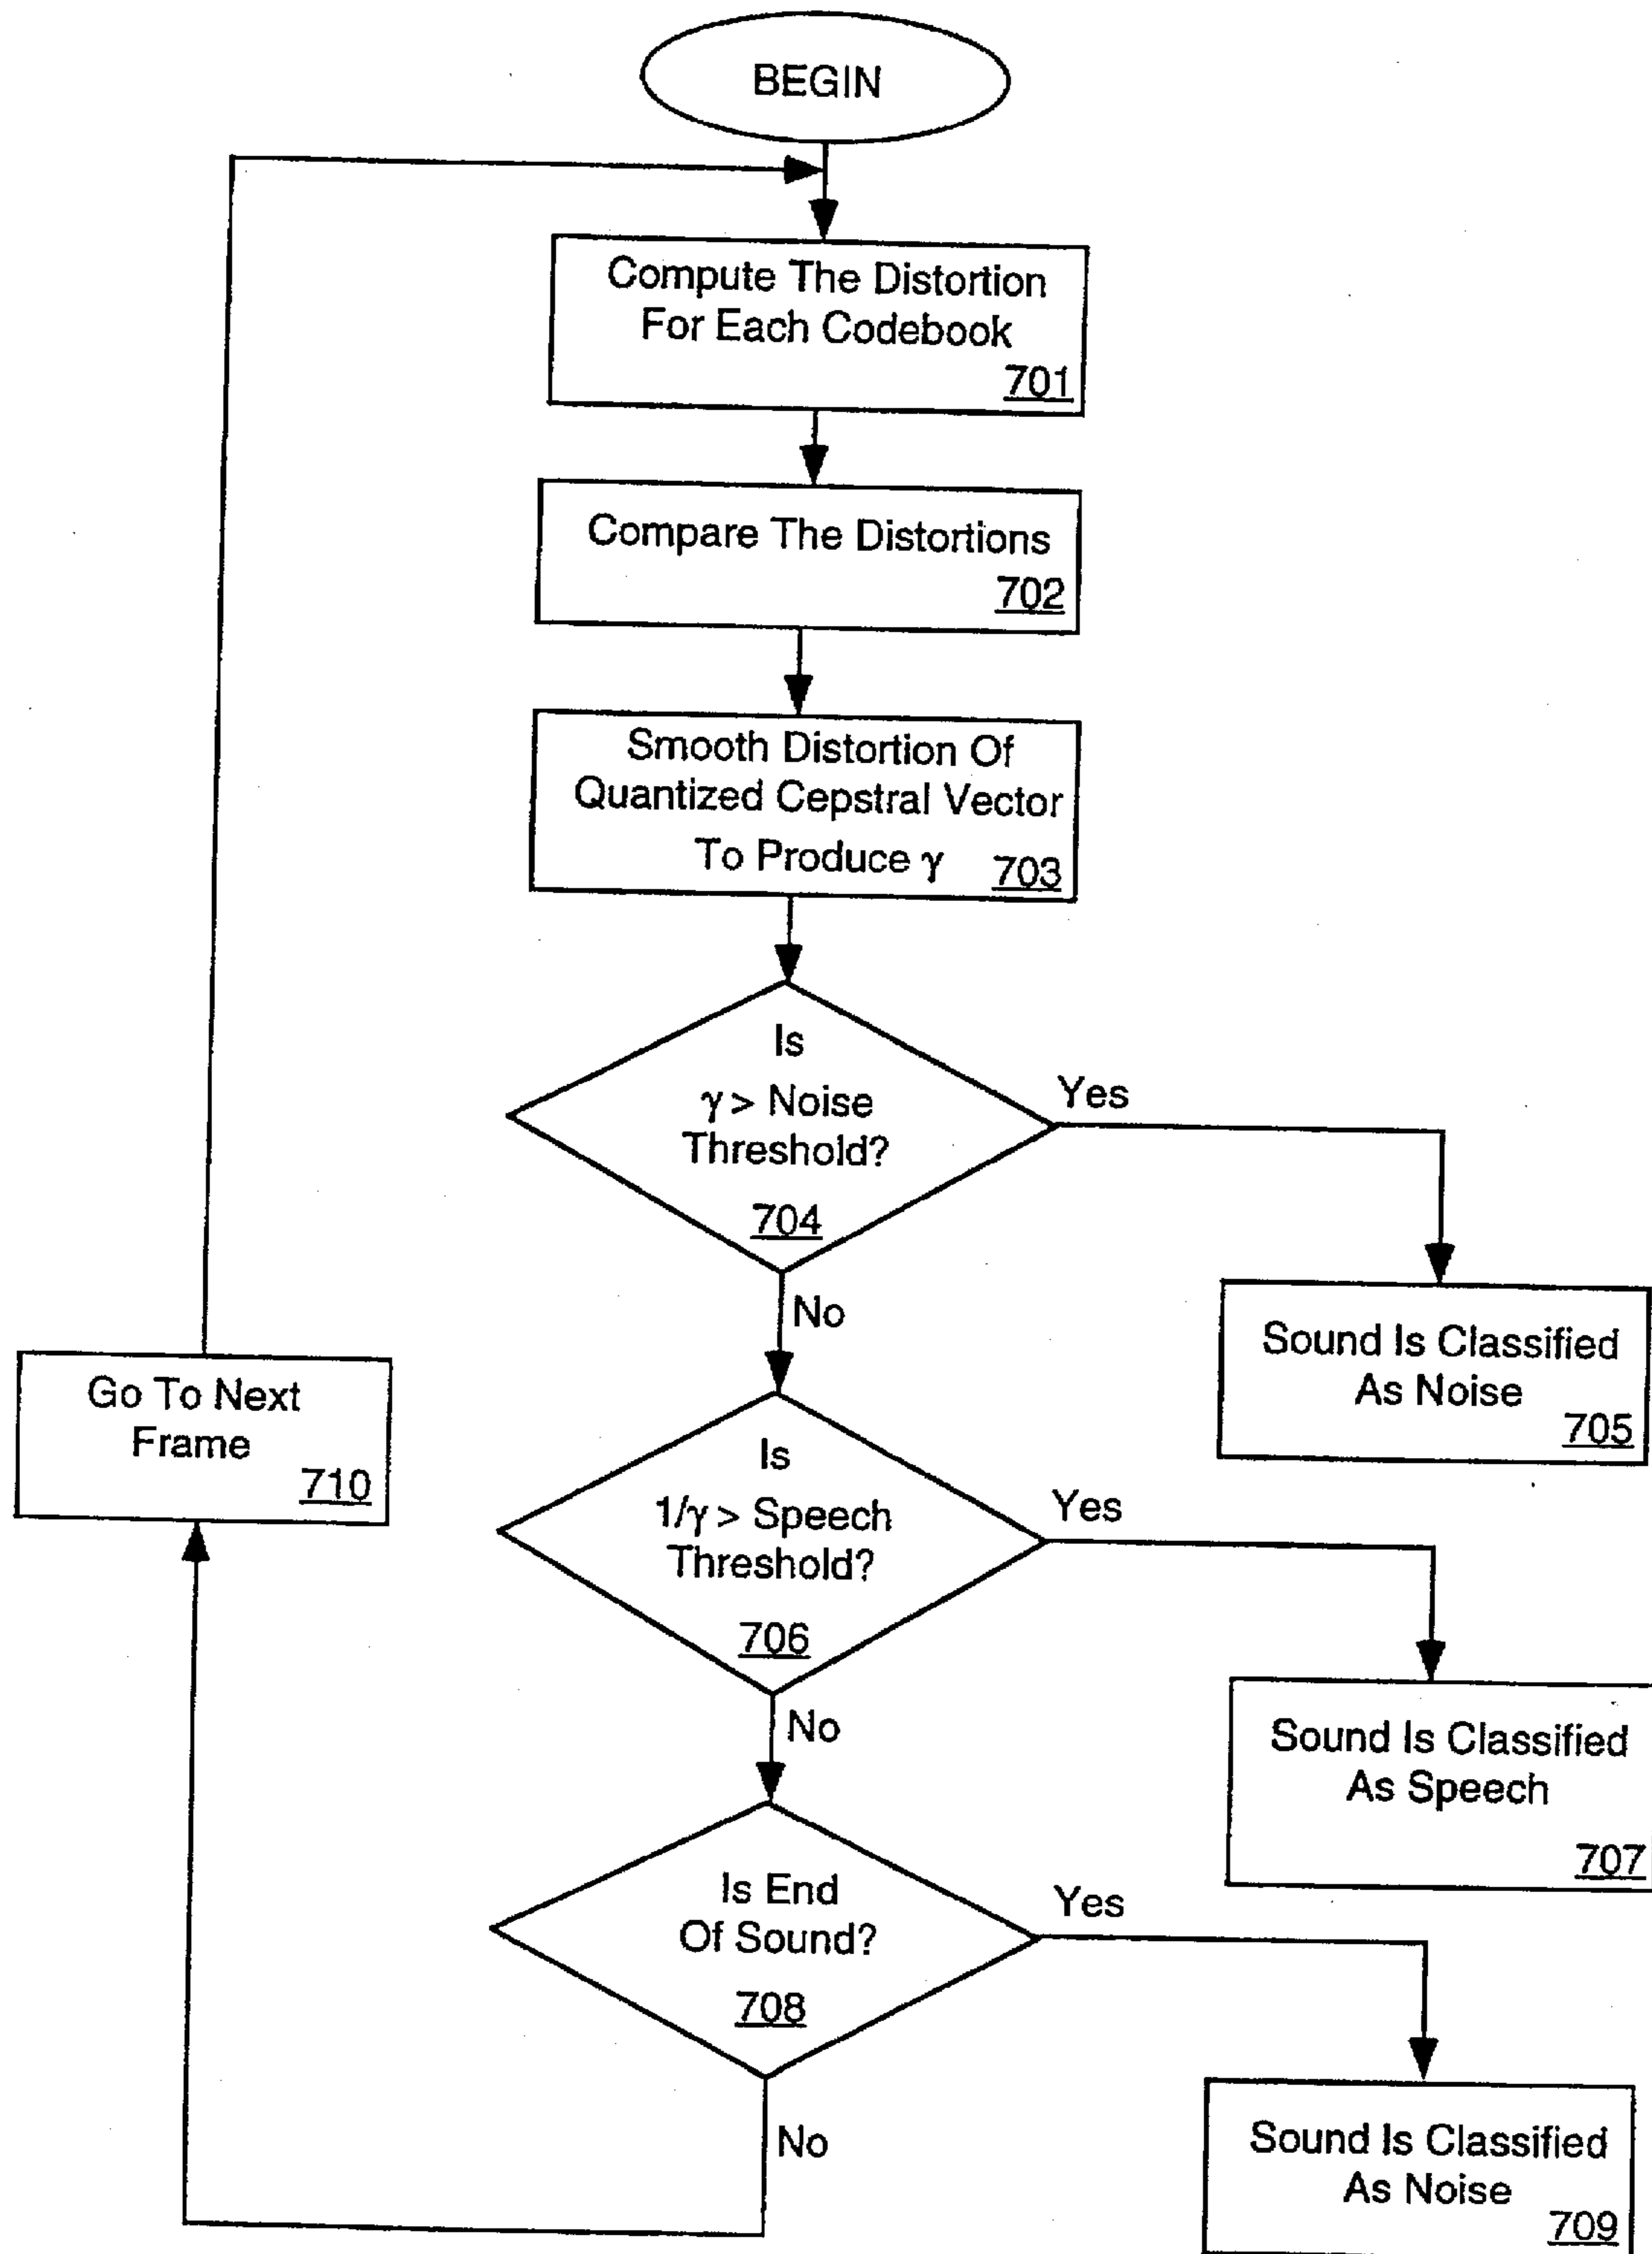 BEGIN
Compute The Distortion
For Each Codebook
701
Compare The Distortions
702
Smooth Distortion Of
Quantized Cepstral Vector
To Produce γ 703
Is
γ > Noise
Threshold?
704
Yes
No
Sound Is Classified
As Noise
705
Go To Next
Frame
710
Is
1/γ > Speech
Threshold?
706
Yes
No
Sound Is Classified
As Speech
707
Is End
Of Sound?
708
Yes
No
Sound Is Classified
As Noise
709